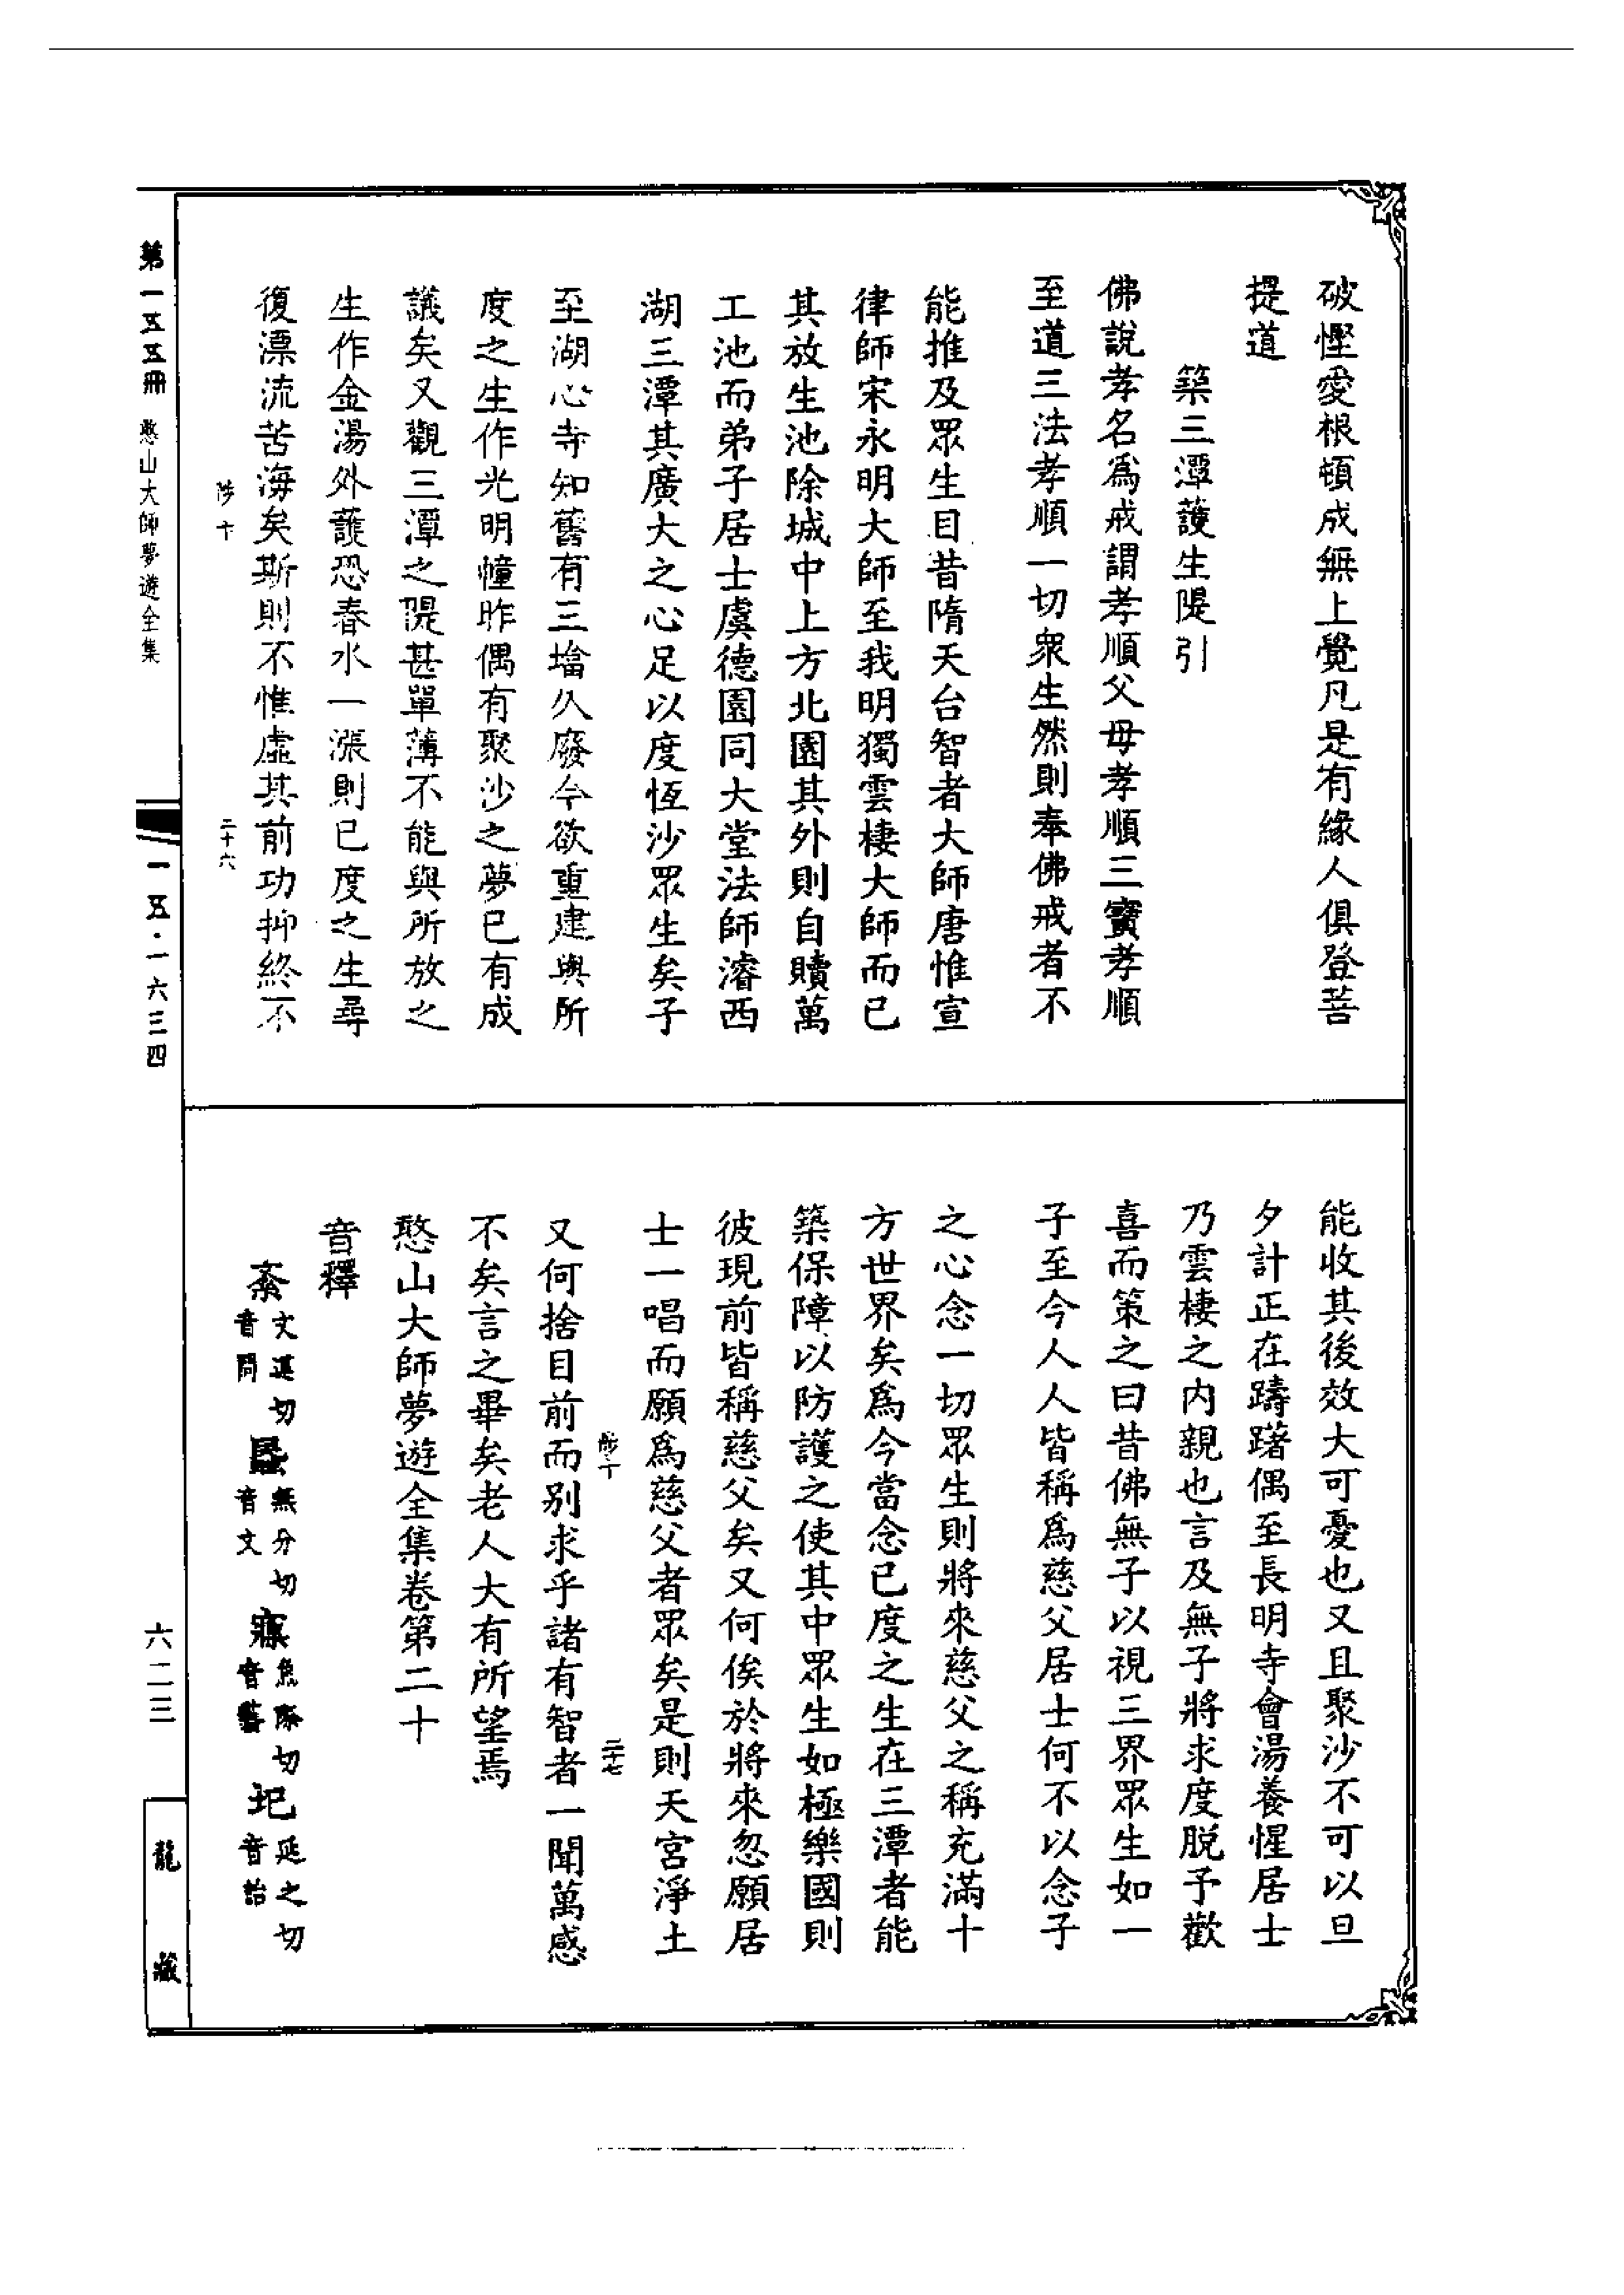 破慳愛根頓成無上覺凡是有緣人俱登菩
提道
築三潭護生隄引
佛說孝名爲戒謂孝順父母孝順三寶孝順
至道三法孝順一切衆生然則奉佛戒者不
能推及眾生目昔隋天台智者大師唐惟宣
律師宋永明大師至我明獨雲棲大師而已
其放生池除城中上方北園其外則自贖萬
工池而弟子居士虞德園同大堂法師濬西
湖三潭其廣大之心足以度恆沙眾生矣子
至湖心寺知舊有三墖久廢今欲重建與所
度之生作光明幢昨偶有聚沙之夢已有成
議矣又觀三潭之隄甚單薄不能與所放之
生作金湯外護恐春水一漲則已度之生尋
復漂流苦海矣斯則不惟虛其前功抑終不
二十六
能收其後效大可憂也又且聚沙不可以旦
夕計正在躊躇偶至長明寺會湯養惺居士
乃雲棲之內親也言及無子將求度脱予歡
喜而策之曰昔佛無子以視三界眾生如一
子至今人人皆稱爲慈父居士何不以念子
之心念一切眾生則將來慈父之稱充滿十
方世界矣爲今當念已度之生在三潭者能
築保障以防護之使其中眾生如極樂國則
彼現前皆稱慈父矣又何俟於將來忽願居
士一唱而願爲慈父者眾矣是則天宮淨土
二十七
又何捨目前而别求乎諸有智者一聞萬感
不矣言之畢矣老人大有所望焉
憨山大師夢遊全集卷第二十
音釋
紊 文運切 音問 無分切 音文 音藝 圯 延之切 音詒
第一五五冊 憨山大師夢遊全集 一五·一六三四 六二三 龍藏